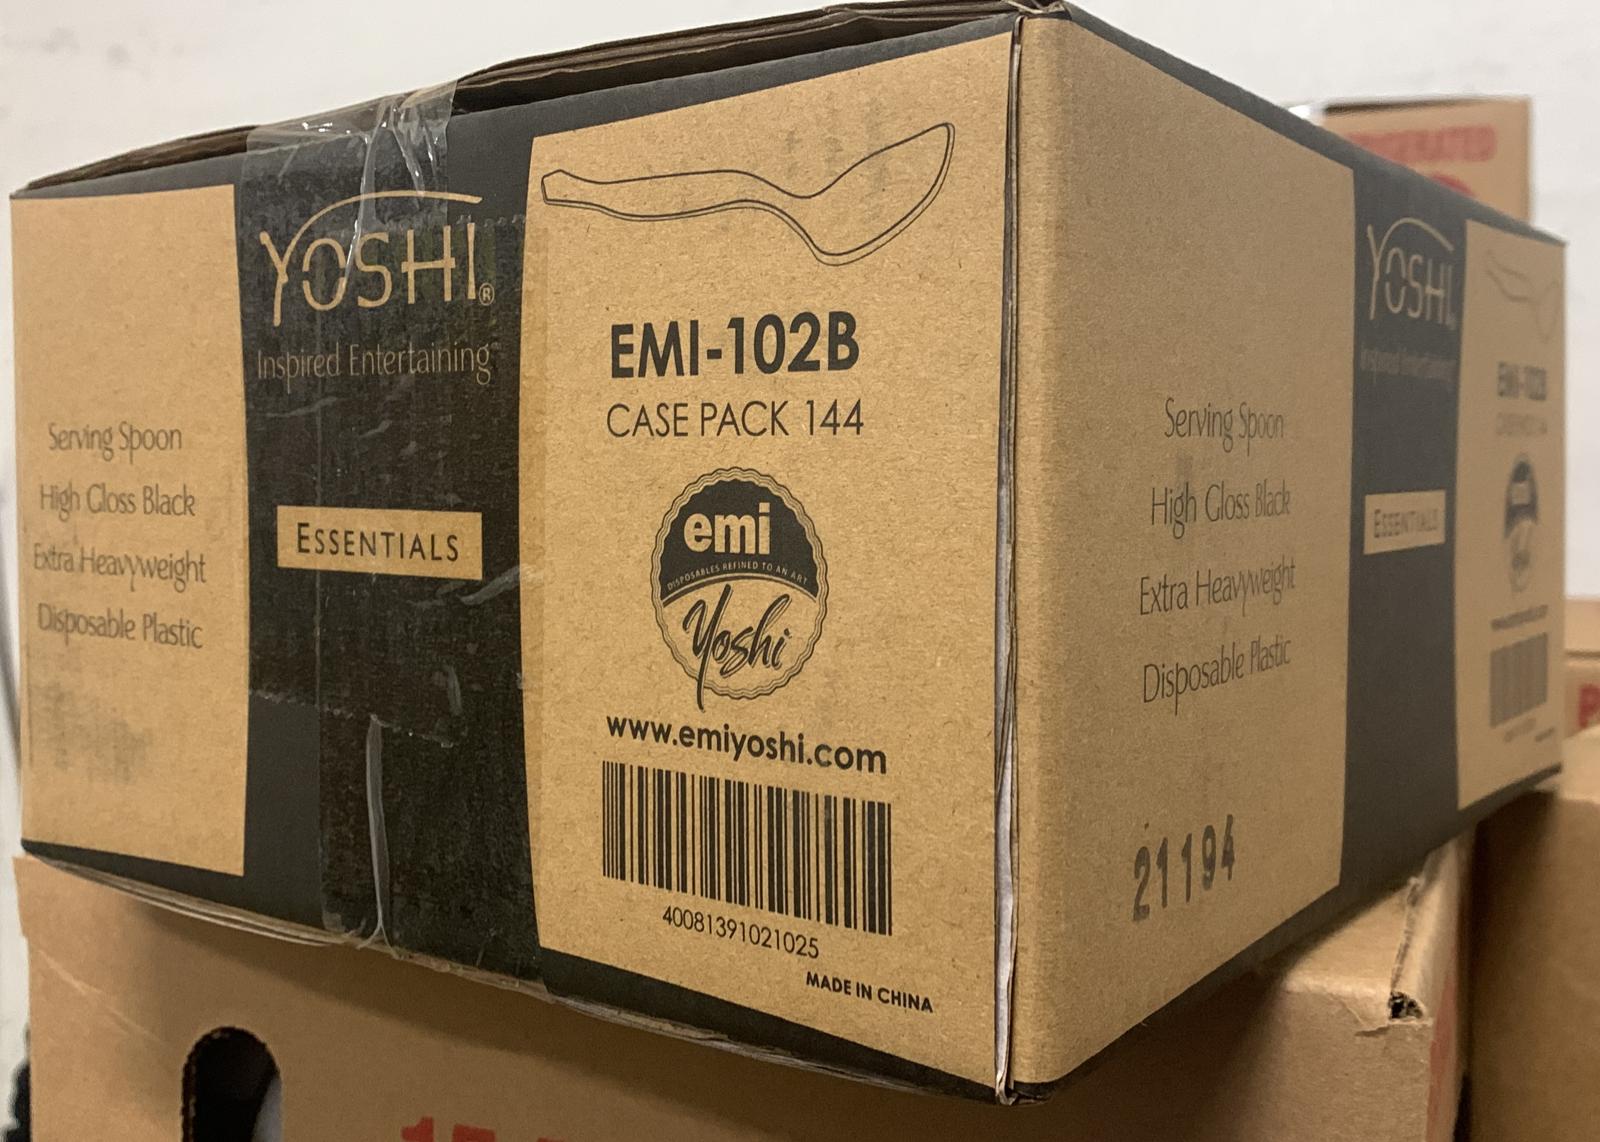 YOSHI®
Inspired Entertaining
Serving Spoon
High Gloss Black
Extra Heavyweight
Disposable Plastic
ESSENTIALS
EMI-102B
CASE PACK 144
emi
DISPOSABLES REFINED TO AN ART
Yoshi
www.emiyoshi.com
40081391021025
MADE IN CHINA
Serving Spoon
High Gloss Black
Extra Heavyweight
Disposable Plastic
21194
YOSHI
Inspired Entertaining
ESSENTIALS
EMI-102B